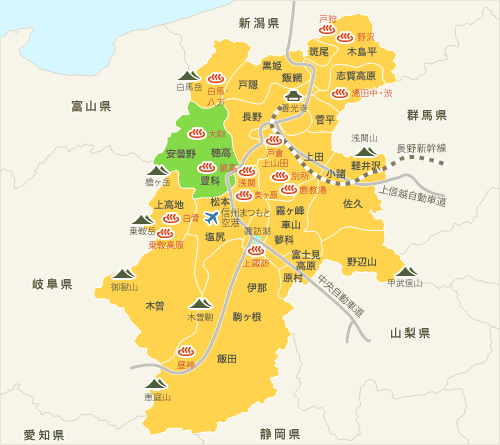 新潟県
戸狩
野沢
斑尾
木島平
黒姫
飯綱
志賀高原
白馬岳
白馬・
八方
戸隠
湯田中・渋
善光寺
富山県
群馬県
長野
菅平
大町
浅間山
長野新幹線
安曇野
穂高
戸倉
上山田
上田
軽井沢
穂高
豊科
浅間
別所
小諸
槍ヶ岳
美ヶ原
鹿教湯
上信越自動車道
松本
上高地
霧ヶ峰
佐久
白骨
信州まつもと
空港
車山
乗鞍岳
乗鞍高原
塩尻
諏訪湖
蓼科
上諏訪
富士見
高原
野辺山
御嶽山
原村
甲武信山
岐阜県
伊那
中央自動車道
木曽
木曽駒
駒ヶ根
山梨県
昼神
飯田
恵庭山
愛知県
静岡県